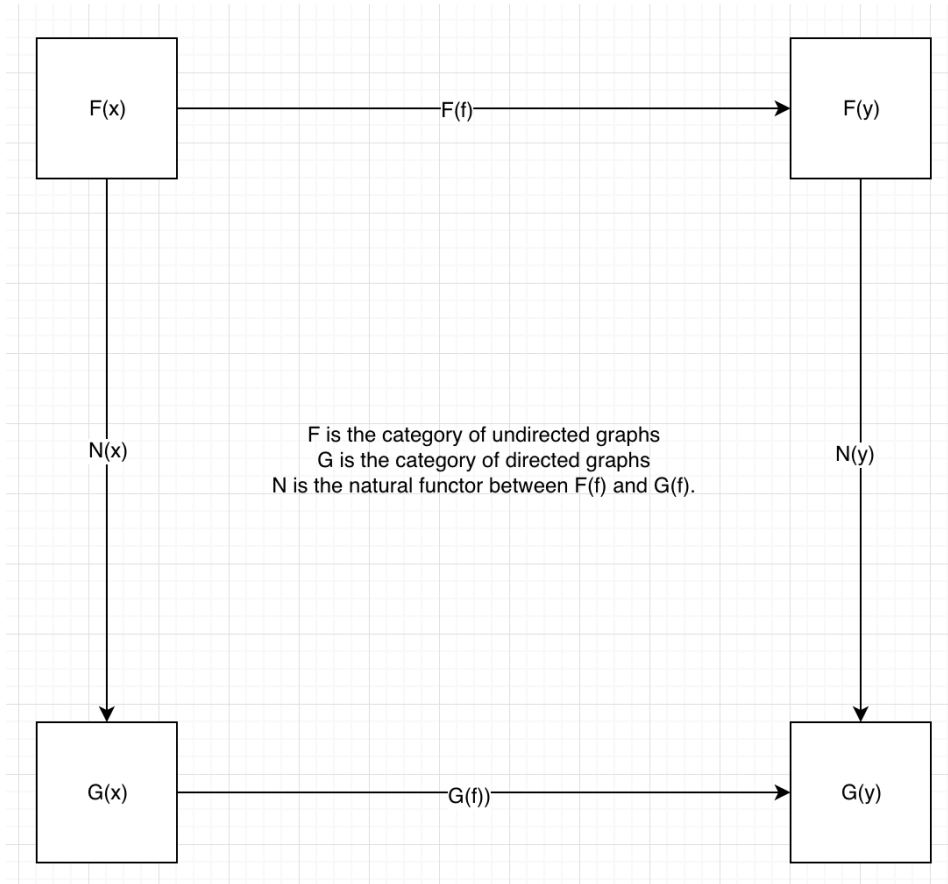 F(x)
F(f)
F(y)
N(x)
F is the category of undirected graphs
G is the category of directed graphs
N is the natural functor between F(f) and G(f).
N(y)
G(x)
G(f))
G(y)